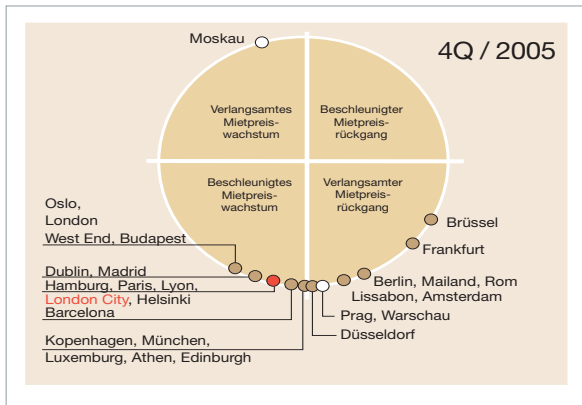 Moskau
4Q / 2005
Verlangsamtes
Mietpreis-
wachstum
Beschleunigter
Mietpreis-
rückgang
Beschleunigtes
Mietpreis-
wachstum
Verlangsamter
Mietpreis-
rückgang
Oslo,
London
West End, Budapest
Dublin, Madrid
Hamburg, Paris, Lyon,
London City, Helsinki
Barcelona
Kopenhagen, München,
Luxemburg, Athen, Edinburgh
Brüssel
Frankfurt
Berlin, Mailand, Rom
Lissabon, Amsterdam
Prag, Warschau
Düsseldorf